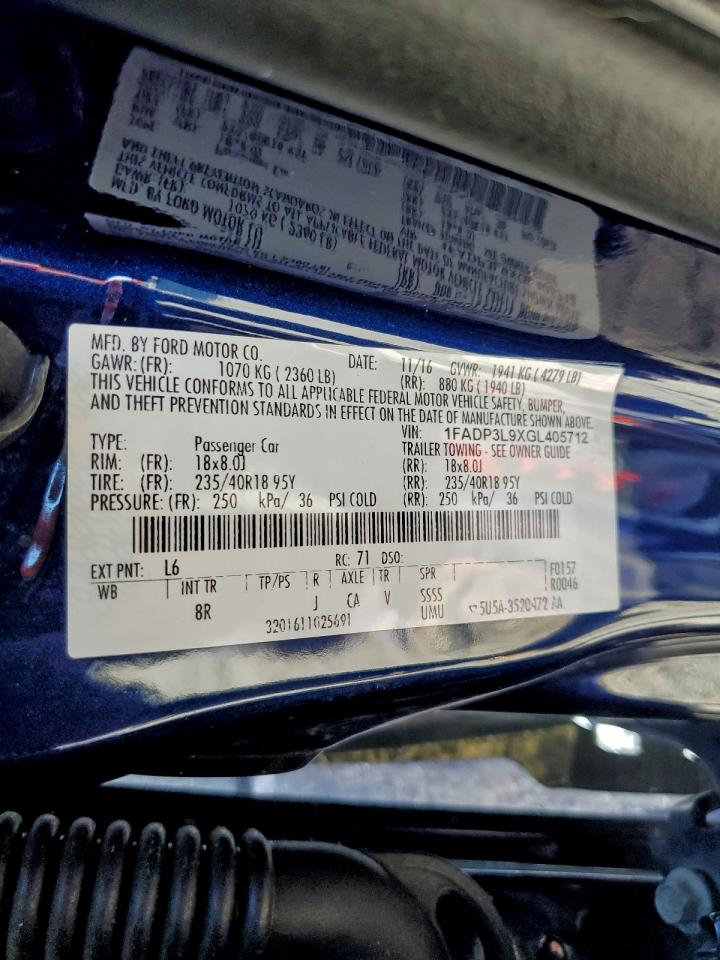 MFD. BY FORD MOTOR CO.
DATE: 11/16 GVWR: 1941 KG ( 4279 LB)
GAWR: (FR): 1070 KG ( 2360 LB) (RR): 880 KG ( 1940 LB)
THIS VEHICLE CONFORMS TO ALL APPLICABLE FEDERAL MOTOR VEHICLE SAFETY, BUMPER,
AND THEFT PREVENTION STANDARDS IN EFFECT ON THE DATE OF MANUFACTURE SHOWN ABOVE.
VIN: 1FADP3L9XGL405712
TYPE: Passenger Car TRAILER TOWING - SEE OWNER GUIDE
RIM: (FR): 18x8.0J (RR): 18x8.0J
TIRE: (FR): 235/40R18 95Y (RR): 235/40R18 95Y
PRESSURE: (FR): 250 kPa/ 36 PSI COLD (RR): 250 kPa/ 36 PSI COLD
EXT PNT: L6 RC: 71 DSO: F0157
WB INT TR TP/PS R AXLE TR SPR R0046
8R J CA V SSSS
UMU 5U5A-3520472 AA
3201611025691